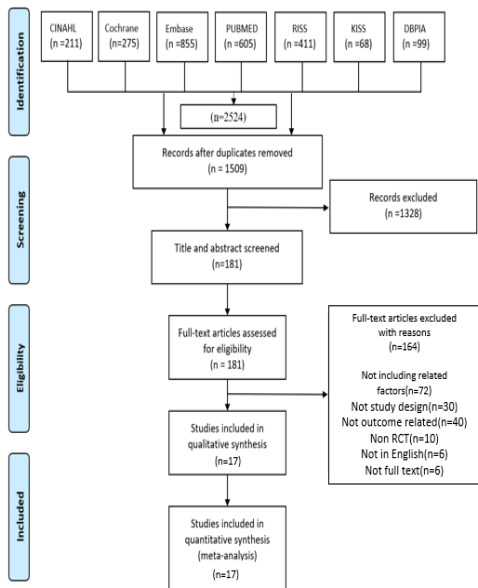 Identification
CINAHL
(n =211)
Cochrane
(n=275)
Embase
(n=855)
PUBMED
(n=605)
RISS
(n=411)
KISS
(n=68)
DBPIA
(n=99)
(n=2524)
Records after duplicates removed
(n = 1509)
Screening
Records excluded
(n =1328)
Title and abstract screened
(n=181)
Eligibility
Full-text articles assessed
for eligibility
(n = 181)
Full-text articles excluded
with reasons
(n=164)
Not including related
factors(n=72)
Not study design(n=30)
Not outcome related(n=40)
Non RCT(n=10)
Not in English(n=6)
Not full text(n=6)
Studies included in
qualitative synthesis
(n=17)
Included
Studies included in
quantitative synthesis
(meta-analysis)
(n=17)